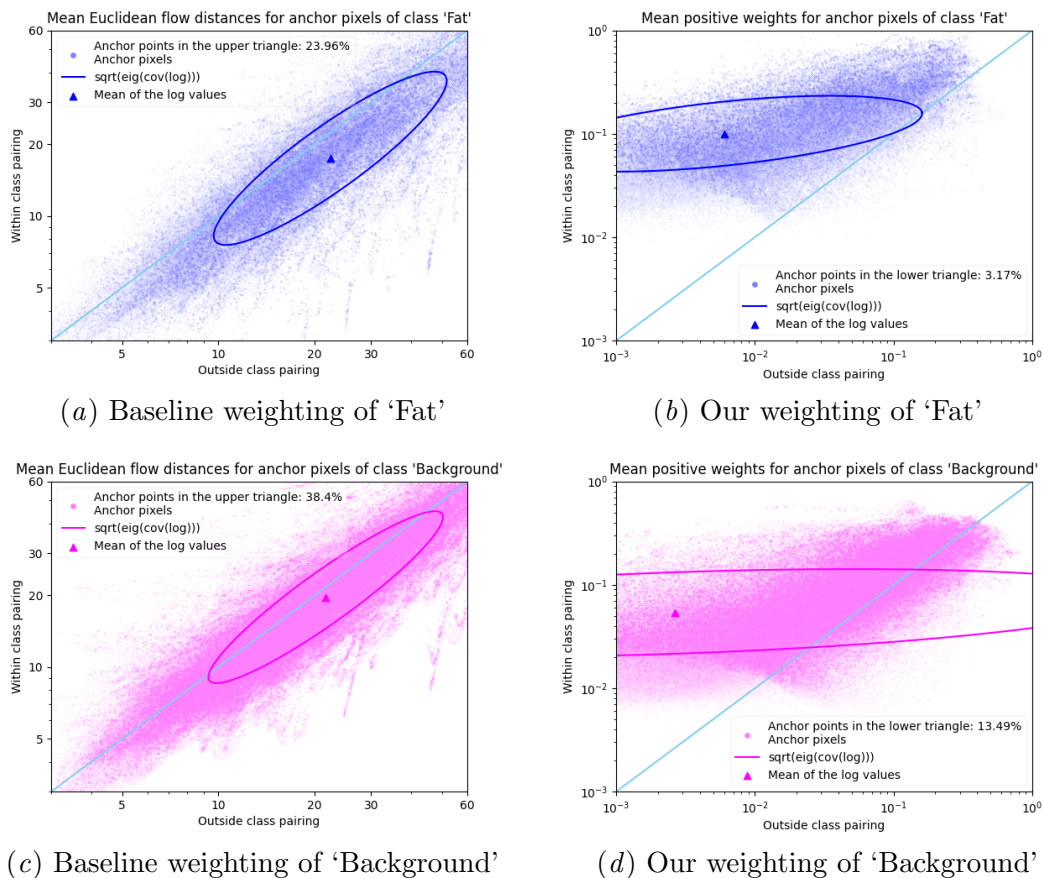 Mean Euclidean flow distances for anchor pixels of class 'Fat'
60
30
20
10
5
Within class pairing
Anchor points in the upper triangle: 23.96%
Anchor pixels
sqrt(eig(cov(log)))
Mean of the log values
5 10 20 30 60
Outside class pairing
(a) Baseline weighting of ‘Fat’
Mean positive weights for anchor pixels of class 'Fat'
10⁰
10⁻¹
10⁻²
10⁻³
Within class pairing
Anchor points in the lower triangle: 3.17%
Anchor pixels
sqrt(eig(cov(log)))
Mean of the log values
10⁻³ 10⁻² 10⁻¹ 10⁰
Outside class pairing
(b) Our weighting of ‘Fat’
Mean Euclidean flow distances for anchor pixels of class 'Background'
60
30
20
10
5
Within class pairing
Anchor points in the upper triangle: 38.4%
Anchor pixels
sqrt(eig(cov(log)))
Mean of the log values
5 10 20 30 60
Outside class pairing
(c) Baseline weighting of ‘Background’
Mean positive weights for anchor pixels of class 'Background'
10⁰
10⁻¹
10⁻²
10⁻³
Within class pairing
Anchor points in the lower triangle: 13.49%
Anchor pixels
sqrt(eig(cov(log)))
Mean of the log values
10⁻³ 10⁻² 10⁻¹ 10⁰
Outside class pairing
(d) Our weighting of ‘Background’